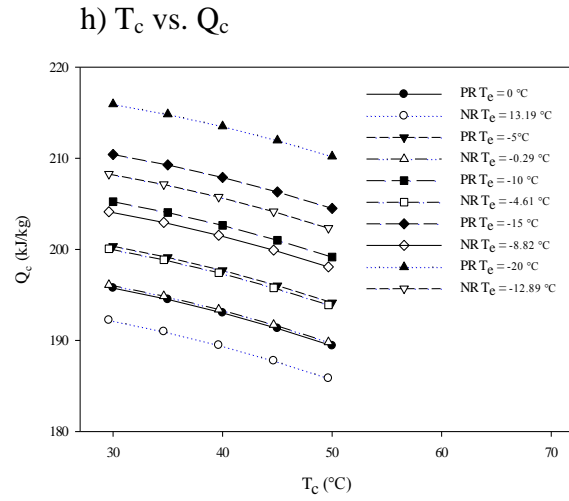 h) Tc vs. Qc
220
210
200
190
180
Qc (kJ/kg)
30
40
50
60
70
Tc (°C)
PR Te = 0 °C
NR Te = 13.19 °C
PR Te = -5°C
NR Te = -0.29 °C
PR Te = -10 °C
NR Te = -4.61 °C
PR Te = -15 °C
NR Te = -8.82 °C
PR Te = -20 °C
NR Te = -12.89 °C